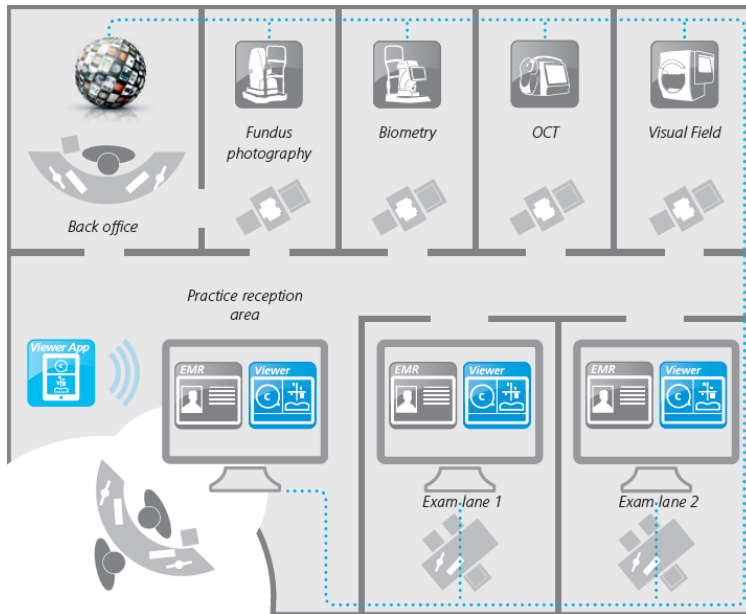 Fundus
photography
Biometry
OCT
Visual Field
Back office
Practice reception
area
Viewer App
C
EMR
Viewer
C
EMR
Viewer
C
EMR
Viewer
C
Exam lane 1
Exam lane 2